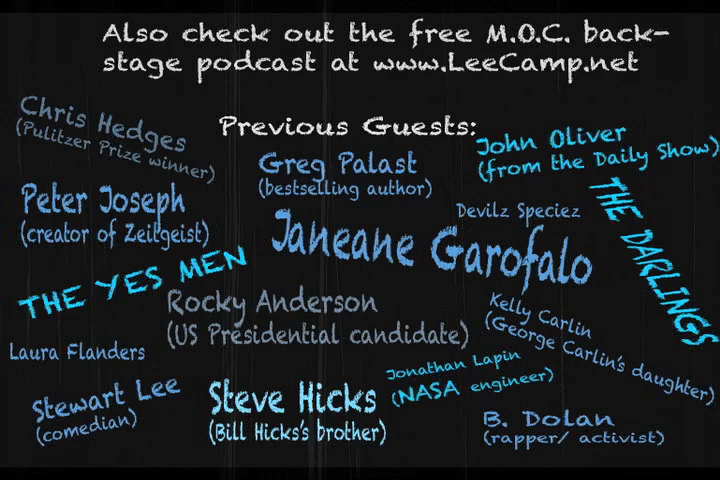 Also check out the free M.O.C. back-
stage podcast at www.LeeCamp.net
Previous Guests:
Chris Hedges
(Pulitzer Prize winner)
Greg Palast
(bestselling author)
John Oliver
(from the Daily Show)
Peter Joseph
(creator of Zeitgeist)
Devilz Speciez
Janeane Garofalo
THE DARLINGS
THE YES MEN
Rocky Anderson
(US Presidential candidate)
Kelly Carlin
(George Carlin's daughter)
Laura Flanders
Jonathan Lapin
(NASA engineer)
Stewart Lee
(comedian)
Steve Hicks
(Bill Hicks's brother)
B. Dolan
(rapper/ activist)